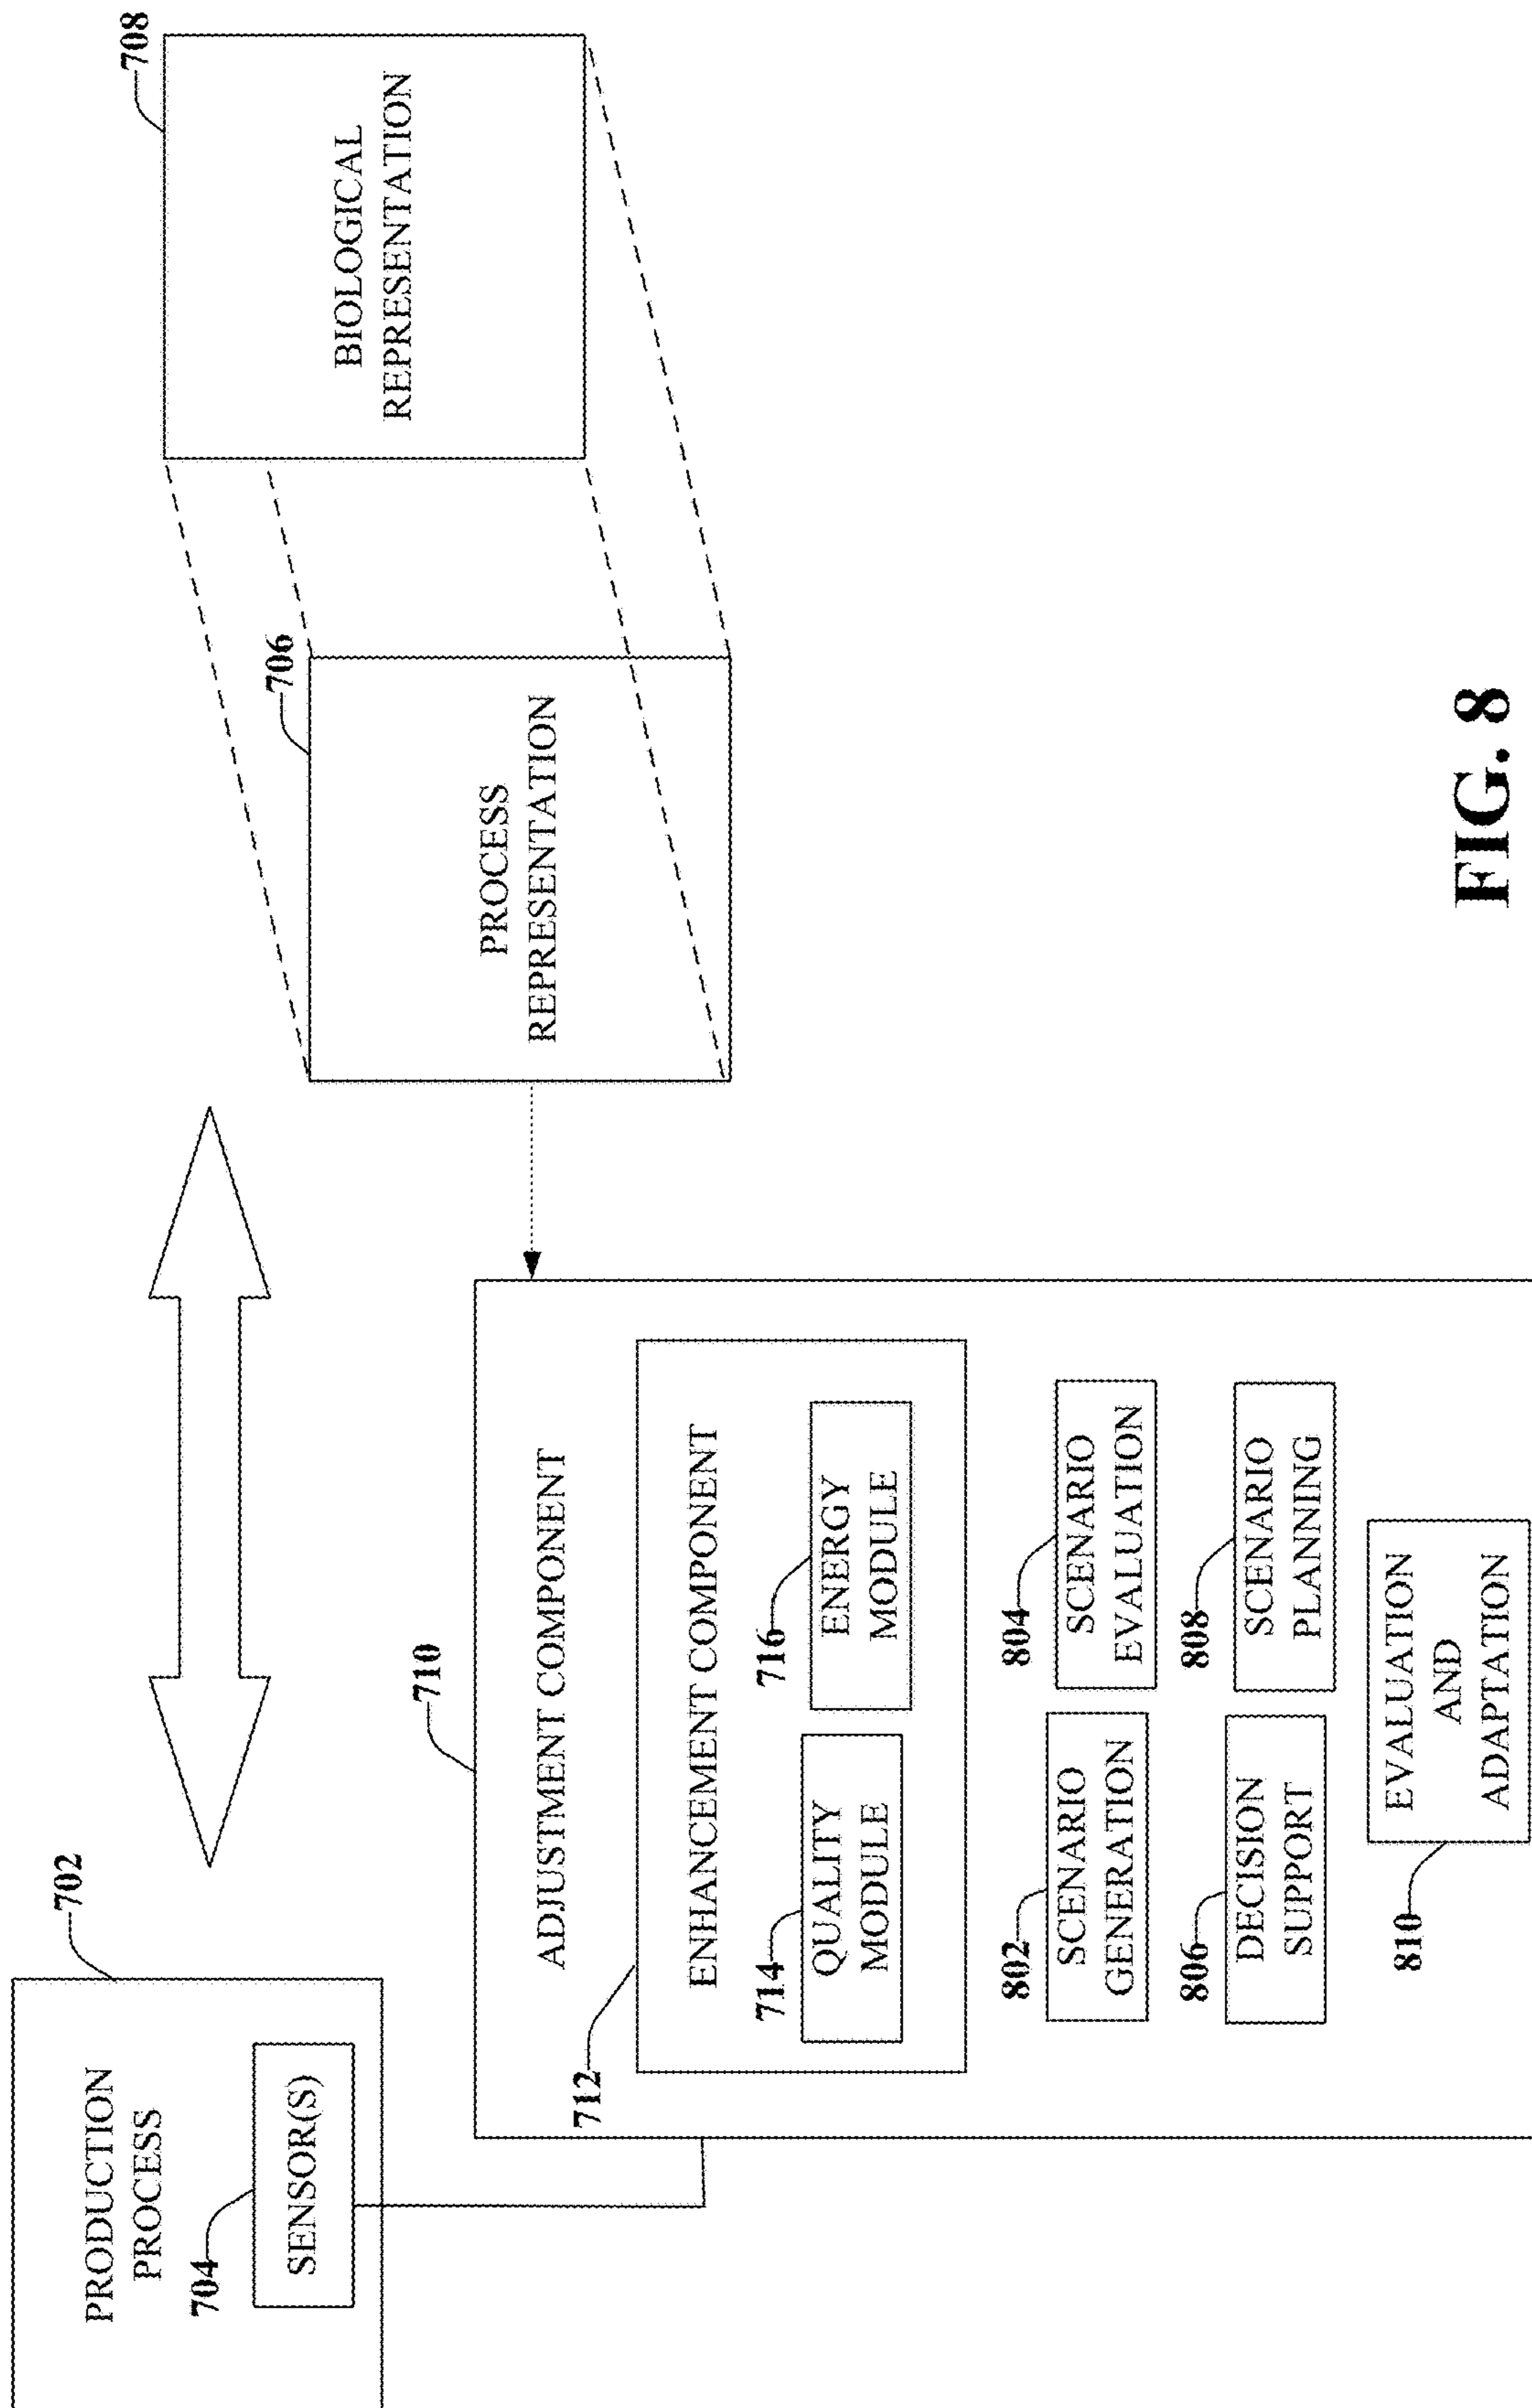 702
PRODUCTION
PROCESS
704
SENSOR(S)
708
BIOLOGICAL
REPRESENTATION
706
PROCESS
REPRESENTATION
710
ADJUSTMENT COMPONENT
712
ENHANCEMENT COMPONENT
714
QUALITY
MODULE
716
ENERGY
MODULE
802
SCENARIO
GENERATION
804
SCENARIO
EVALUATION
806
DECISION
SUPPORT
808
SCENARIO
PLANNING
810
EVALUATION
AND
ADAPTATION
FIG. 8